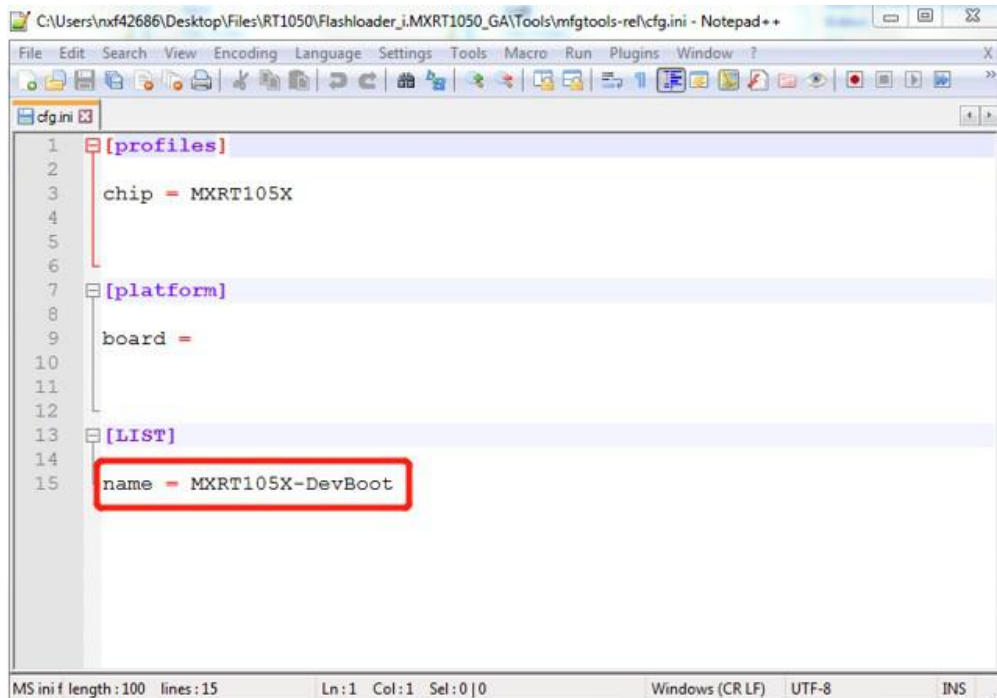 C:\Users\nxf42686\Desktop\Files\RT1050\Flashloader_i.MXRT1050_GA\Tools\mfgtools-rel\cfg.ini - Notepad++
File Edit Search View Encoding Language Settings Tools Macro Run Plugins Window ? X
cfg.ini
1 [profiles]
2
3 chip = MXRT105X
4
5
6
7 [platform]
8
9 board =
10
11
12
13 [LIST]
14
15 name = MXRT105X-DevBoot
MS ini f length : 100 lines : 15 Ln : 1 Col : 1 Sel : 0 | 0 Windows (CR LF) UTF-8 INS